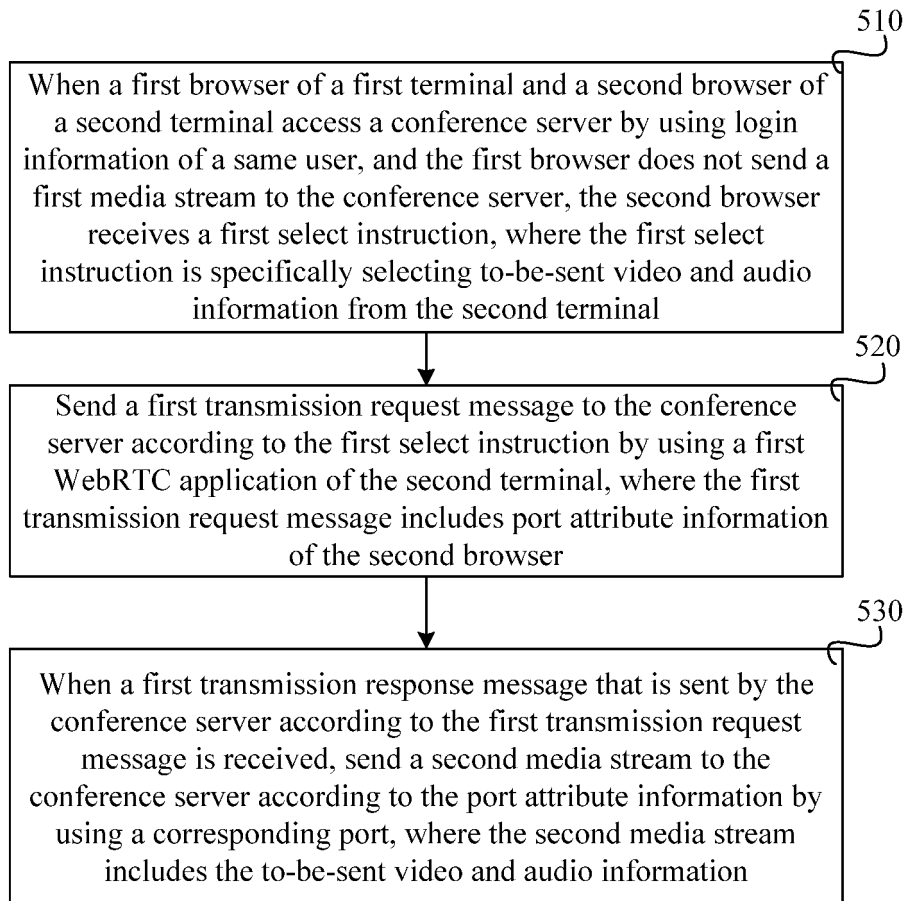 510
When a first browser of a first terminal and a second browser of
a second terminal access a conference server by using login
information of a same user, and the first browser does not send a
first media stream to the conference server, the second browser
receives a first select instruction, where the first select
instruction is specifically selecting to-be-sent video and audio
information from the second terminal
520
Send a first transmission request message to the conference
server according to the first select instruction by using a first
WebRTC application of the second terminal, where the first
transmission request message includes port attribute information
of the second browser
530
When a first transmission response message that is sent by the
conference server according to the first transmission request
message is received, send a second media stream to the
conference server according to the port attribute information by
using a corresponding port, where the second media stream
includes the to-be-sent video and audio information